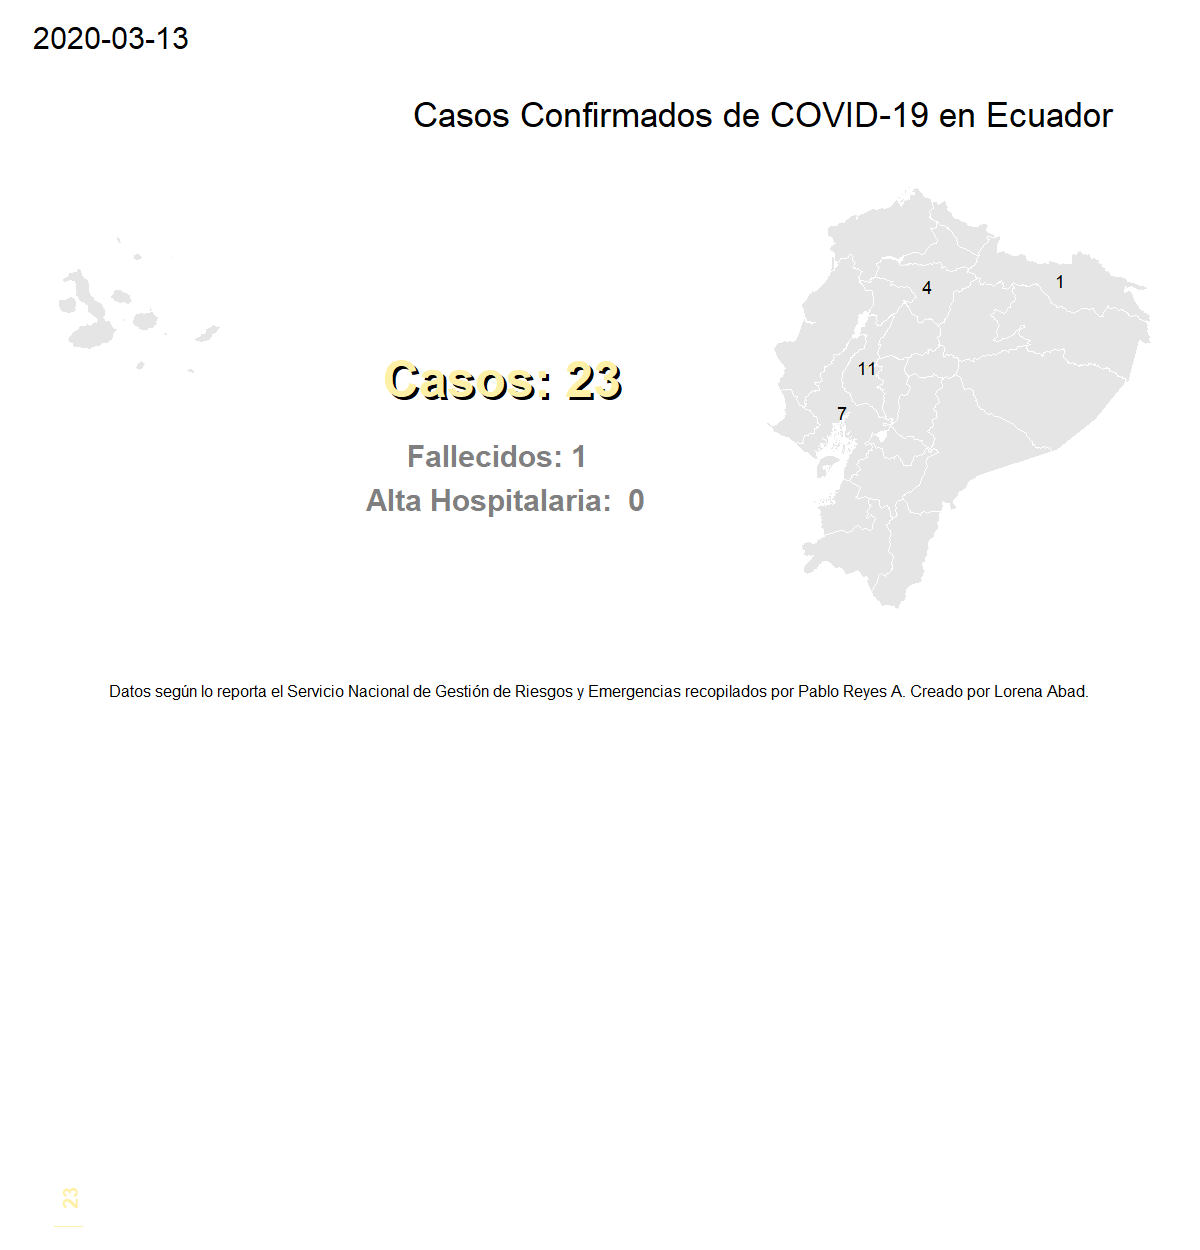 2020-03-13
Casos Confirmados de COVID-19 en Ecuador
1
4
11
7
Casos: 23
Fallecidos: 1
Alta Hospitalaria: 0
Datos según lo reporta el Servicio Nacional de Gestión de Riesgos y Emergencias recopilados por Pablo Reyes A. Creado por Lorena Abad.
23